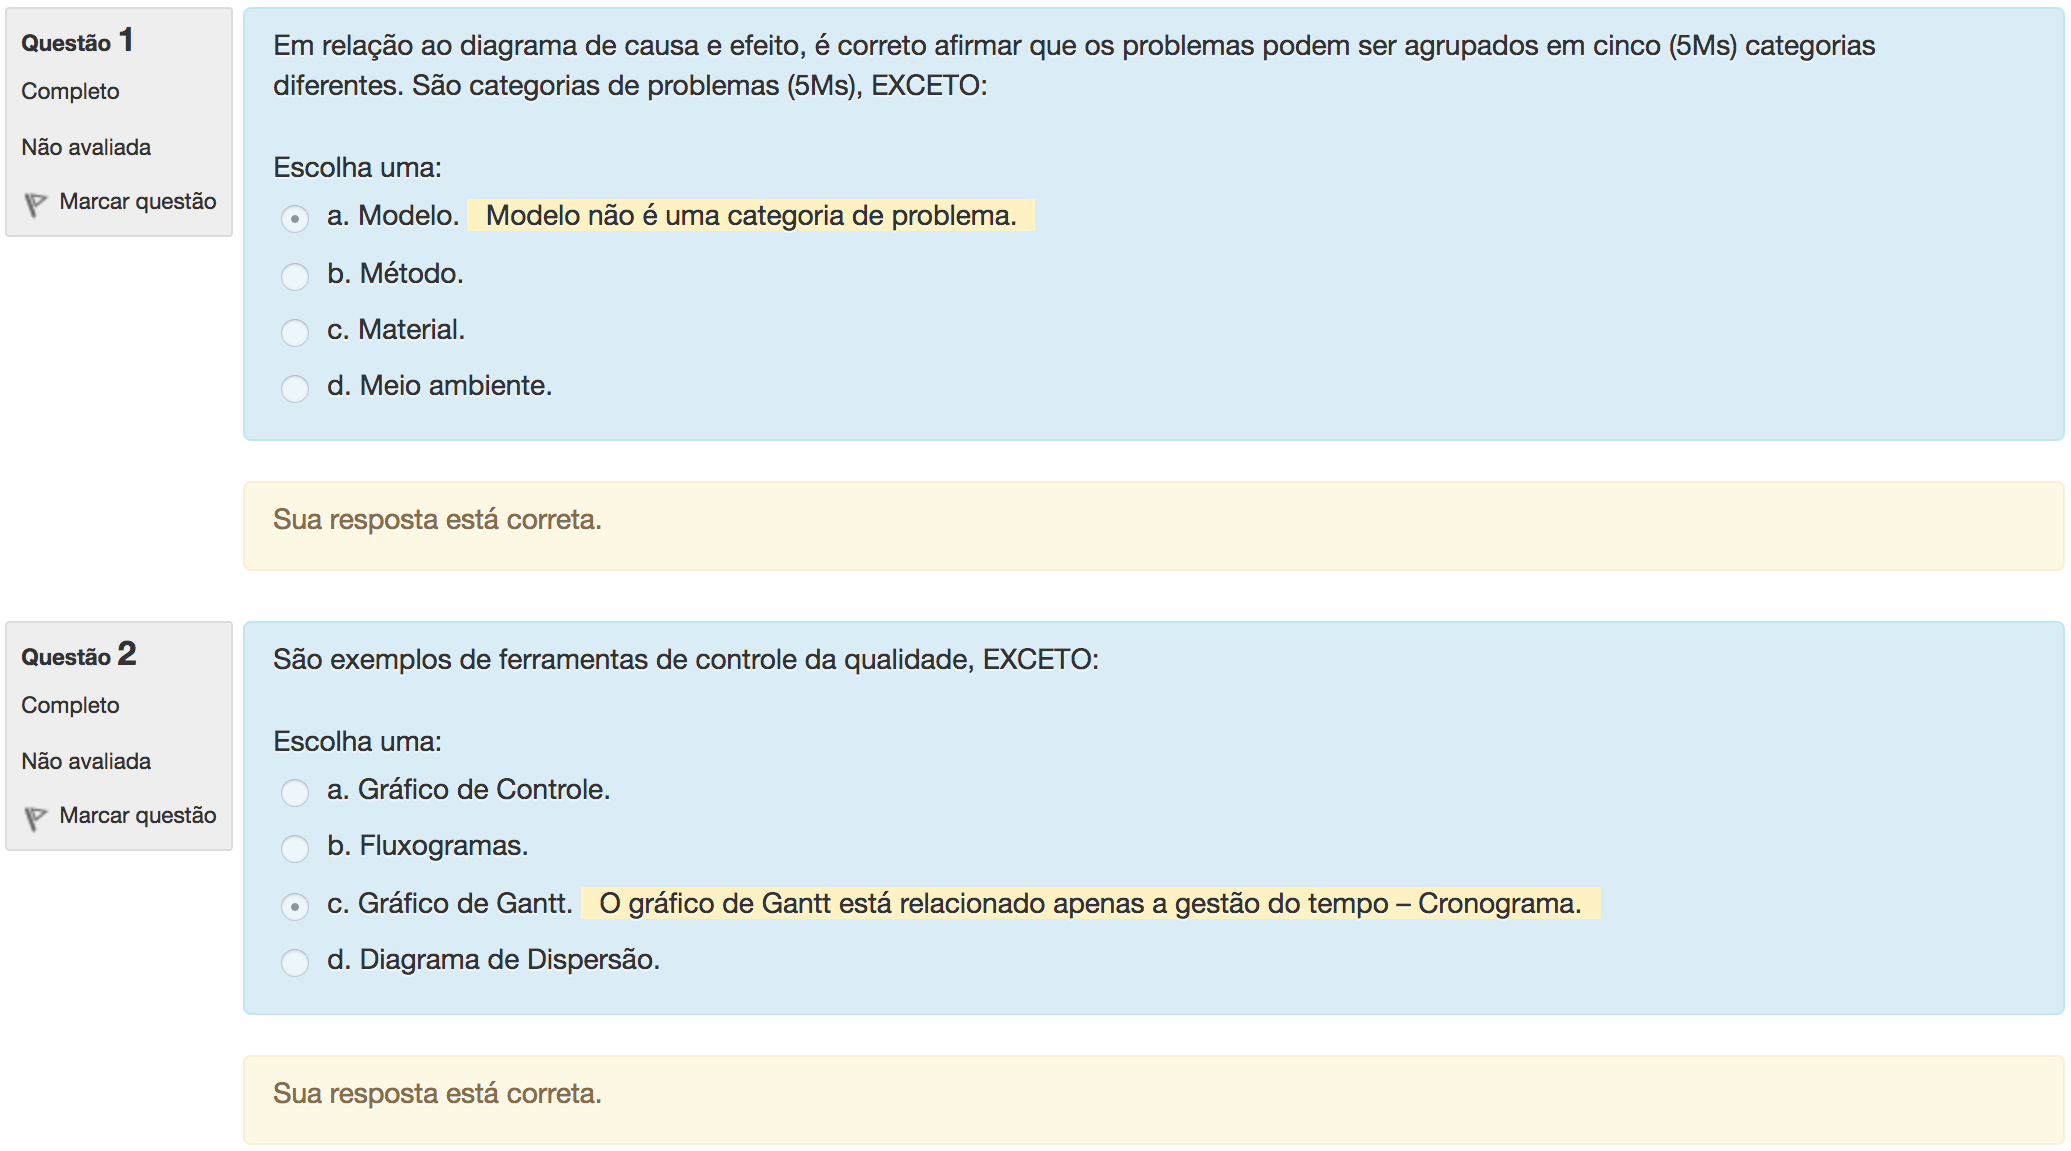 Questão 1
Completo
Não avaliada
Marcar questão
Em relação ao diagrama de causa e efeito, é correto afirmar que os problemas podem ser agrupados em cinco (5Ms) categorias
diferentes. São categorias de problemas (5Ms), EXCETO:
Escolha uma:
a. Modelo. Modelo não é uma categoria de problema.
b. Método.
c. Material.
d. Meio ambiente.
Sua resposta está correta.
Questão 2
Completo
Não avaliada
Marcar questão
São exemplos de ferramentas de controle da qualidade, EXCETO:
Escolha uma:
a. Gráfico de Controle.
b. Fluxogramas.
c. Gráfico de Gantt. O gráfico de Gantt está relacionado apenas a gestão do tempo – Cronograma.
d. Diagrama de Dispersão.
Sua resposta está correta.